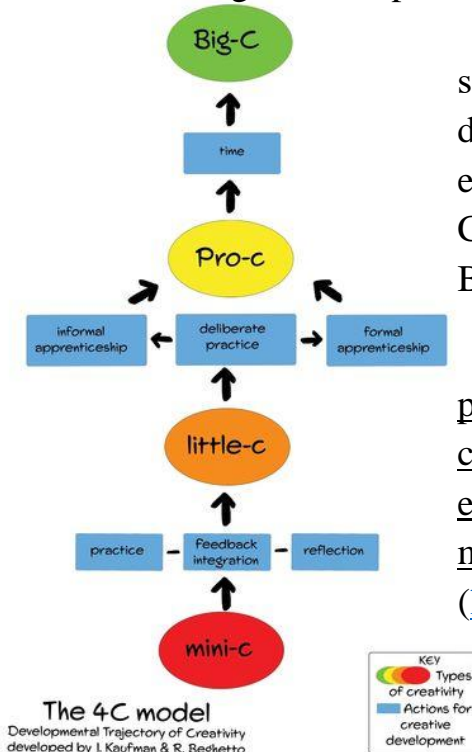 Big-C
time
Pro-c
informal
apprenticeship
deliberate
practice
formal
apprenticeship
little-c
practice
feedback
integration
reflection
mini-c
The 4C model
Developmental Trajectory of Creativity
developed by J. Kaufman & R. Beghetto
KEY
Types
of creativity
Actions for
creative
development